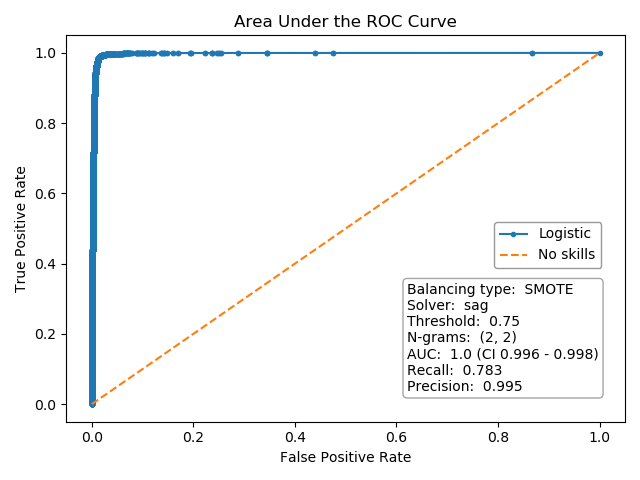 Area Under the ROC Curve
True Positive Rate
1.0
0.8
0.6
0.4
0.2
0.0
Logistic
No skills
Balancing type:  SMOTE
Solver:  sag
Threshold:  0.75
N-grams:  (2, 2)
AUC:  1.0 (CI 0.996 - 0.998)
Recall:  0.783
Precision:  0.995
0.0 0.2 0.4 0.6 0.8 1.0
False Positive Rate